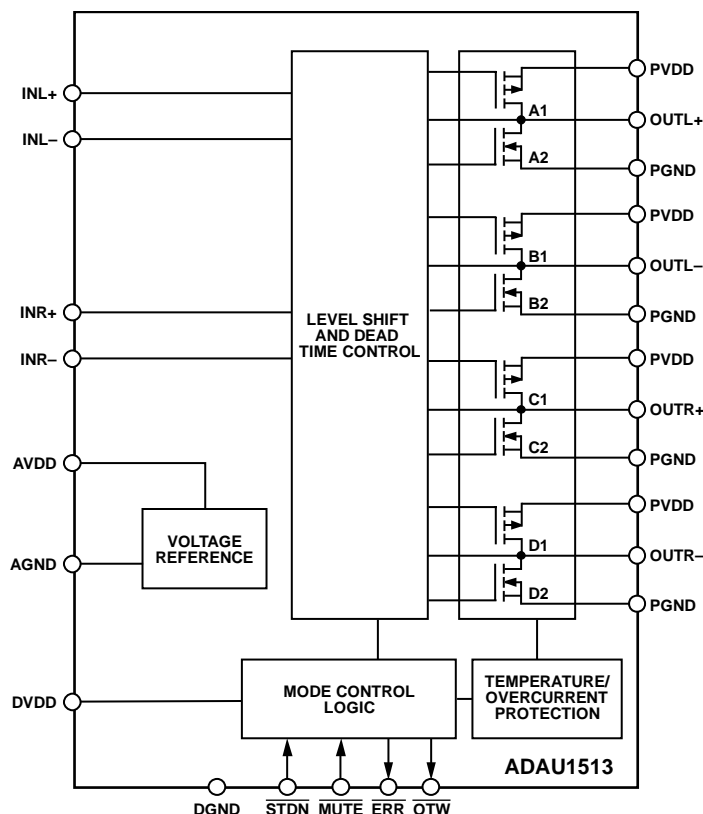 INL+
INL–
INR+
INR–
AVDD
AGND
DVDD
LEVEL SHIFT
AND DEAD
TIME CONTROL
VOLTAGE
REFERENCE
A1
A2
B1
B2
C1
C2
D1
D2
PVDD
OUTL+
PGND
PVDD
OUTL–
PGND
PVDD
OUTR+
PGND
PVDD
OUTR–
PGND
MODE CONTROL
LOGIC
TEMPERATURE/
OVERCURRENT
PROTECTION
ADAU1513
DGND
STDN
MUTE
ERR
OTW